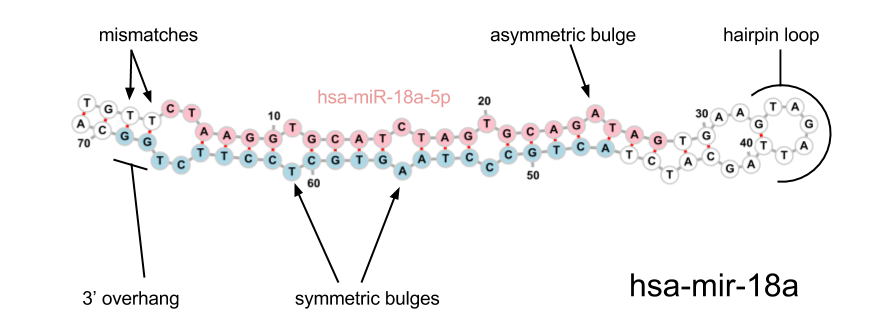 mismatches
asymmetric bulge
hairpin loop
hsa-miR-18a-5p
10
20
30
T G T T C T A A G G T G C A T C T A G T G C A G A T A G T G A A G T A G
A C G G T C T T C C T C G T G A A T C C C G T C A T C T A C G A T T A
70
60
50
40
3' overhang
symmetric bulges
hsa-mir-18a